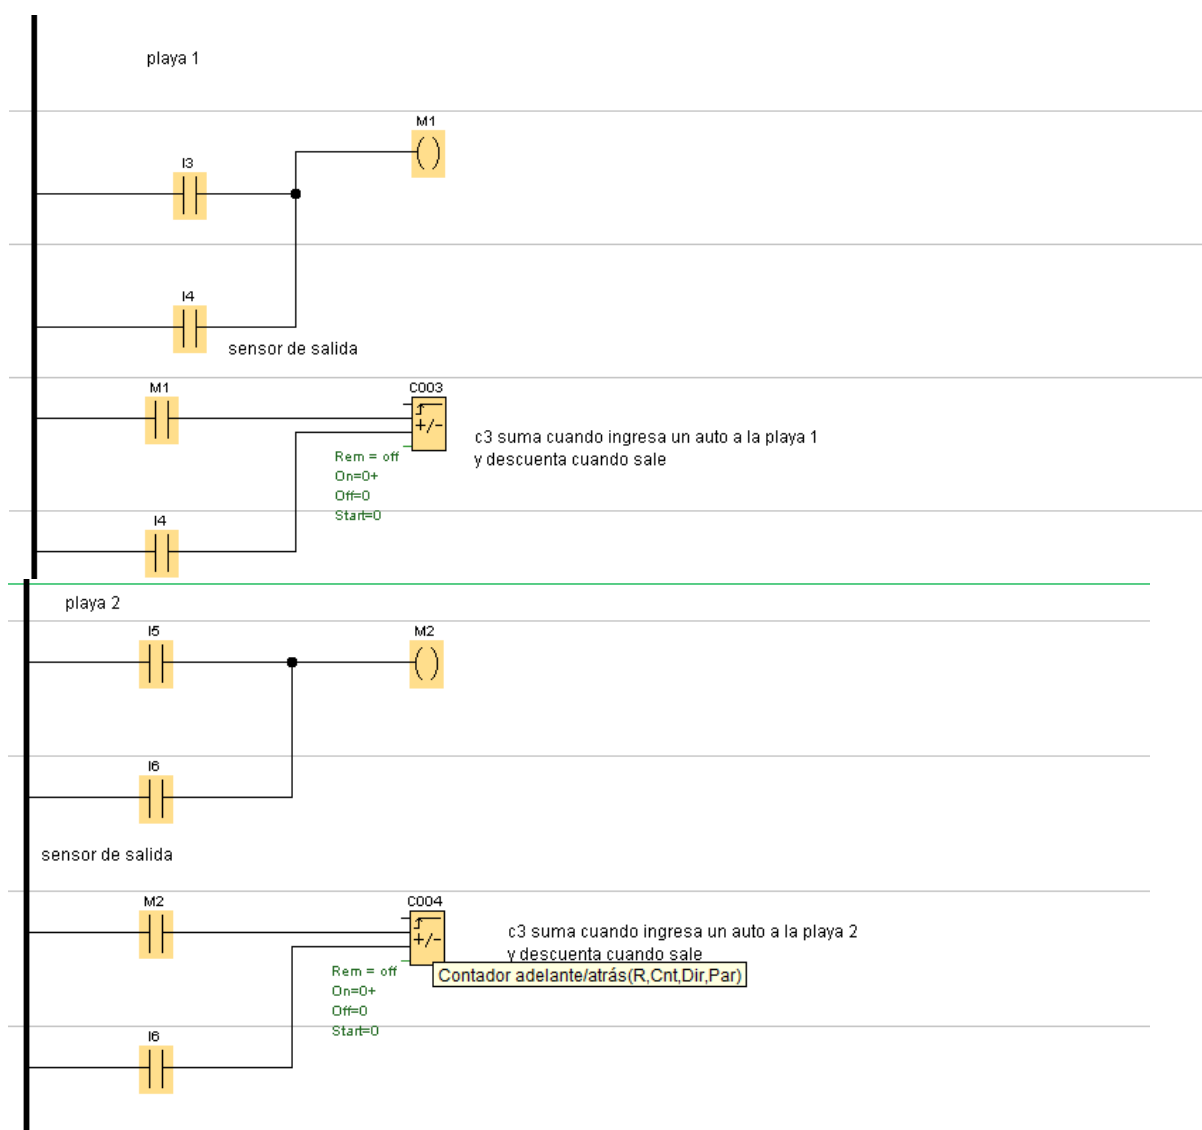 playa 1
M1
I3
I4
sensor de salida
M1
C003
+/-
c3 suma cuando ingresa un auto a la playa 1
y descuenta cuando sale
Rem = off
On=0+
Off=0
Start=0
I4
playa 2
I5
M2
I6
sensor de salida
M2
C004
+/-
c3 suma cuando ingresa un auto a la playa 2
y descuenta cuando sale
Rem = off
Contador adelante/atrás(R,Cnt,Dir,Par)
On=0+
Off=0
Start=0
I6